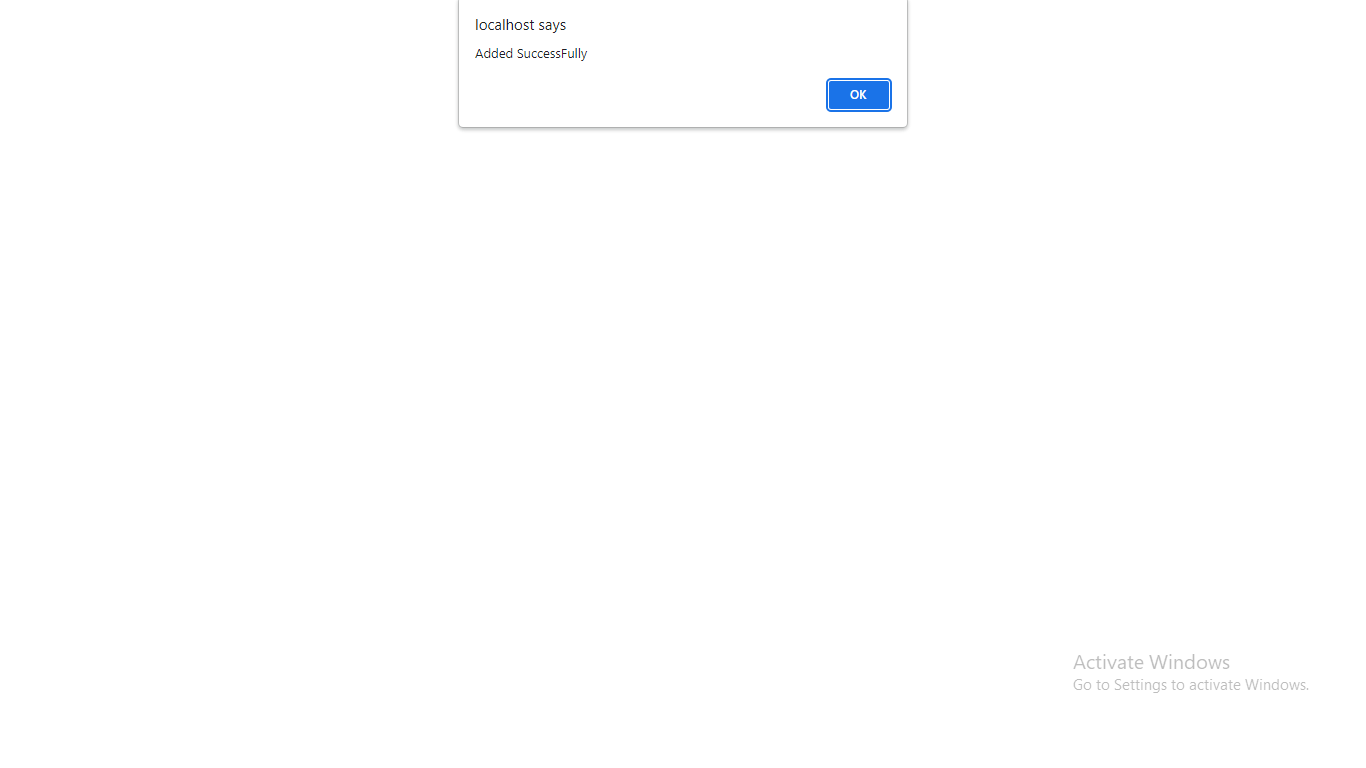 localhost says
Added SuccessFully
OK
Activate Windows
Go to Settings to activate Windows.